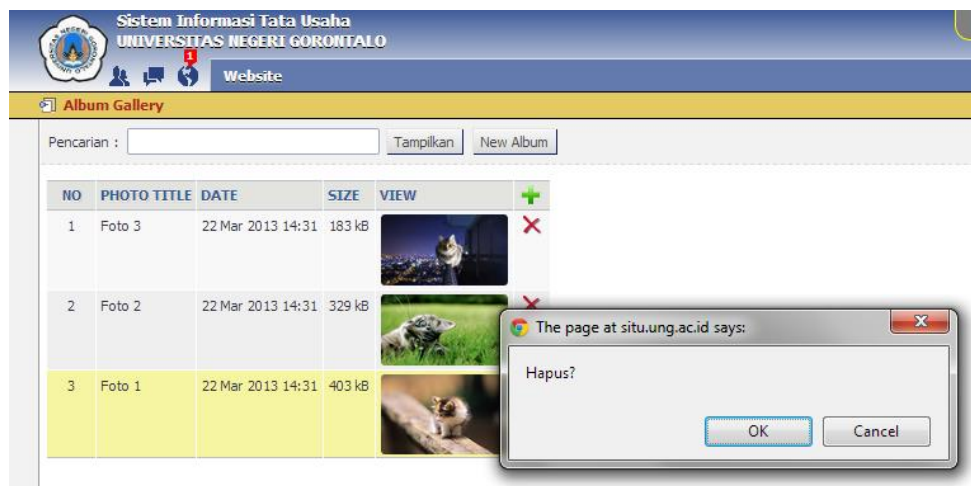 Sistem Informasi Tata Usaha
UNIVERSITAS NEGERI GORONTALO
1
Website
Album Gallery
Pencarian :
Tampilkan
New Album
NO PHOTO TITLE DATE SIZE VIEW
1 Foto 3 22 Mar 2013 14:31 183 kB
2 Foto 2 22 Mar 2013 14:31 329 kB
3 Foto 1 22 Mar 2013 14:31 403 kB
The page at situ.ung.ac.id says:
Hapus?
OK
Cancel